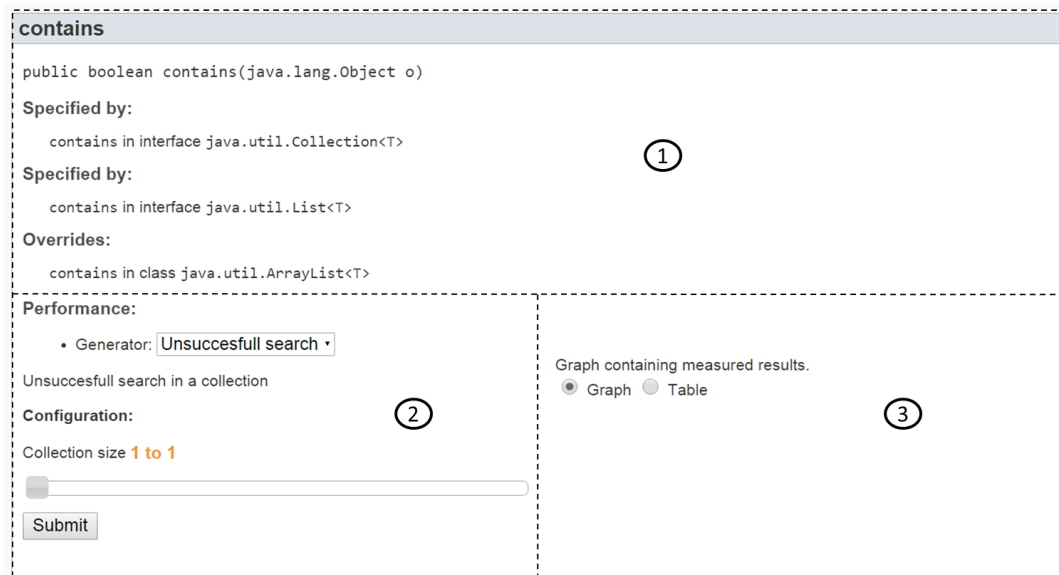 contains
public boolean contains(java.lang.Object o)
Specified by:
contains in interface java.util.Collection<T>
1
Specified by:
contains in interface java.util.List<T>
Overrides:
contains in class java.util.ArrayList<T>
Performance:
• Generator: Unsuccesfull search
Unsuccesfull search in a collection
Configuration:
2
Collection size 1 to 1
Submit
Graph containing measured results.
Graph Table
3